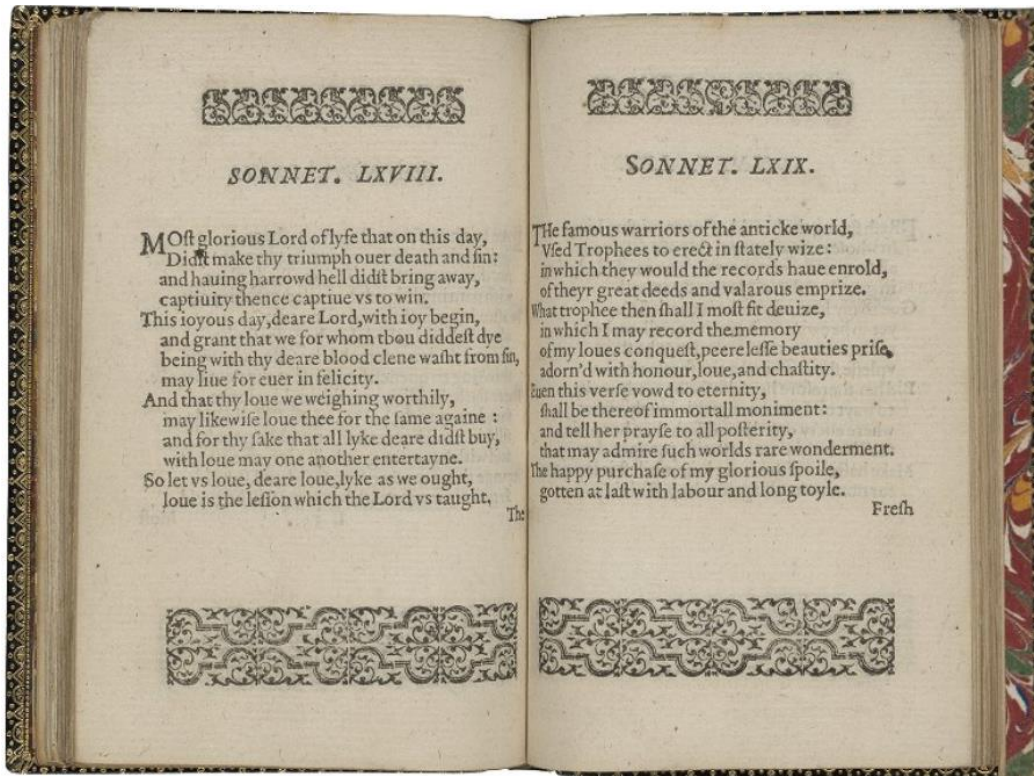 SONNET. LXVIII.
MOſt glorious Lord of lyfe that on this day,
Didſt make thy triumph ouer death and ſin:
and hauing harrowd hell didſt bring away,
captiuity thence captiue vs to win.
This ioyous day, deare Lord, with ioy begin,
and grant that we for whom thou diddeſt dye
being with thy deare blood clene waſht from ſin,
may liue for euer in felicity.
And that thy loue we weighing worthily,
may likewiſe loue thee for the ſame againe :
and for thy ſake that all lyke deare didſt buy,
with loue may one another entertayne.
So let vs loue, deare loue, lyke as we ought,
loue is the leſſon which the Lord vs taught.
The
SONNET. LXIX.
THe famous warriors of the anticke world,
Vſed Trophees to erect in ſtately wize :
in which they would the records haue enrold,
of theyr great deeds and valarous emprize.
What trophee then ſhall I moſt fit deuize,
in which I may record the memory
of my loues conqueſt, peereleſſe beauties priſe,
adorn'd with honour, loue, and chaſtity.
Euen this verſe vowd to eternity,
ſhall be thereof immortall moniment:
and tell her prayſe to all poſterity,
that may admire ſuch worlds rare wonderment.
The happy purchaſe of my glorious ſpoile,
gotten at laſt with labour and long toyle.
Freſh